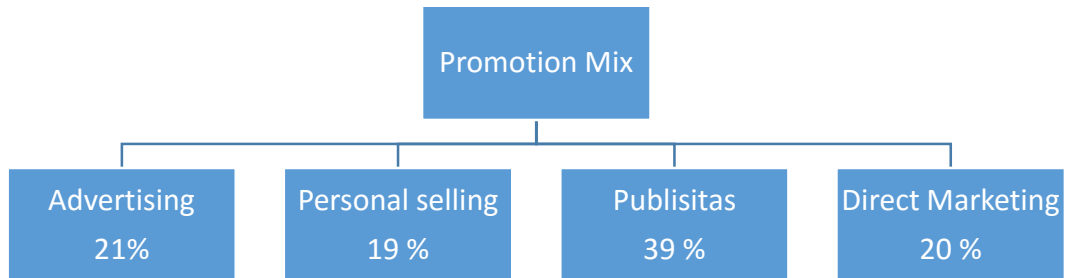 Promotion Mix
Advertising
21%
Personal selling
19 %
Publisitas
39 %
Direct Marketing
20 %